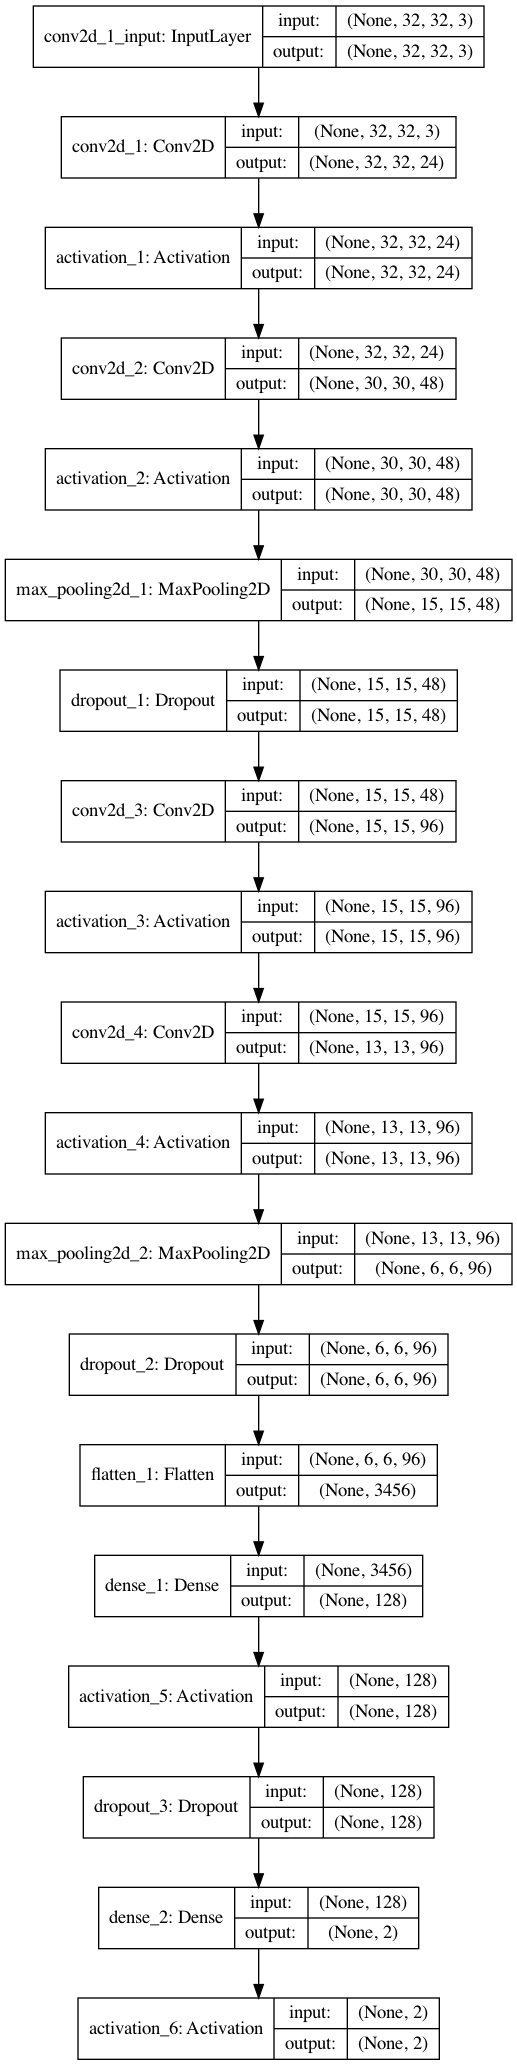 conv2d_1_input: InputLayer
input: (None, 32, 32, 3)
output: (None, 32, 32, 3)
conv2d_1: Conv2D
input: (None, 32, 32, 3)
output: (None, 32, 32, 24)
activation_1: Activation
input: (None, 32, 32, 24)
output: (None, 32, 32, 24)
conv2d_2: Conv2D
input: (None, 32, 32, 24)
output: (None, 30, 30, 48)
activation_2: Activation
input: (None, 30, 30, 48)
output: (None, 30, 30, 48)
max_pooling2d_1: MaxPooling2D
input: (None, 30, 30, 48)
output: (None, 15, 15, 48)
dropout_1: Dropout
input: (None, 15, 15, 48)
output: (None, 15, 15, 48)
conv2d_3: Conv2D
input: (None, 15, 15, 48)
output: (None, 15, 15, 96)
activation_3: Activation
input: (None, 15, 15, 96)
output: (None, 15, 15, 96)
conv2d_4: Conv2D
input: (None, 15, 15, 96)
output: (None, 13, 13, 96)
activation_4: Activation
input: (None, 13, 13, 96)
output: (None, 13, 13, 96)
max_pooling2d_2: MaxPooling2D
input: (None, 13, 13, 96)
output: (None, 6, 6, 96)
dropout_2: Dropout
input: (None, 6, 6, 96)
output: (None, 6, 6, 96)
flatten_1: Flatten
input: (None, 6, 6, 96)
output: (None, 3456)
dense_1: Dense
input: (None, 3456)
output: (None, 128)
activation_5: Activation
input: (None, 128)
output: (None, 128)
dropout_3: Dropout
input: (None, 128)
output: (None, 128)
dense_2: Dense
input: (None, 128)
output: (None, 2)
activation_6: Activation
input: (None, 2)
output: (None, 2)